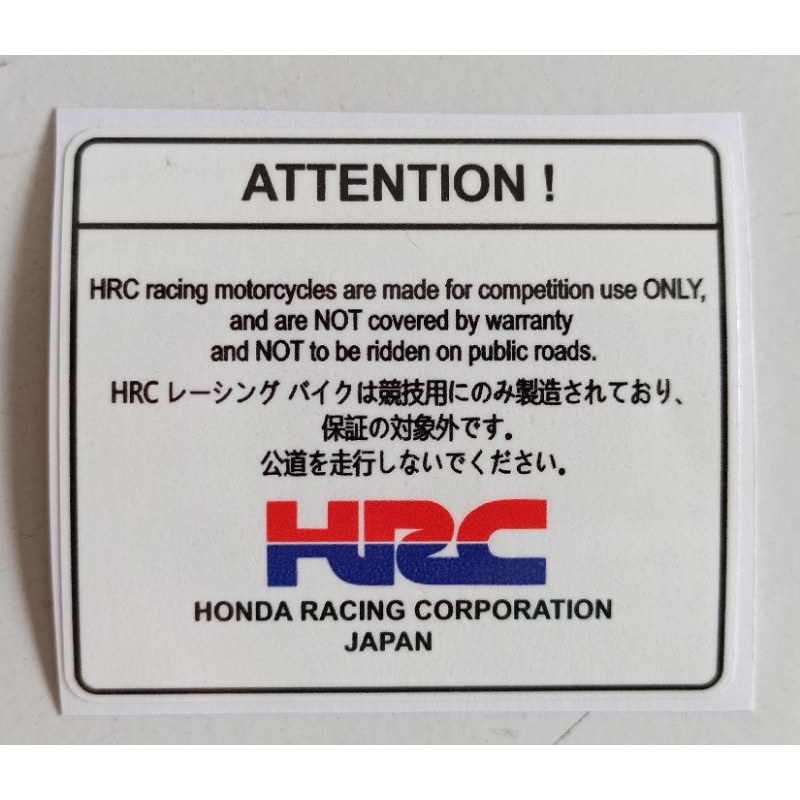 ATTENTION !
HRC racing motorcycles are made for competition use ONLY,
and are NOT covered by warranty
and NOT to be ridden on public roads.
HRC レーシング バイクは競技用にのみ製造されており、
保証の対象外です。
公道を走行しないでください。
HRC
HONDA RACING CORPORATION
JAPAN